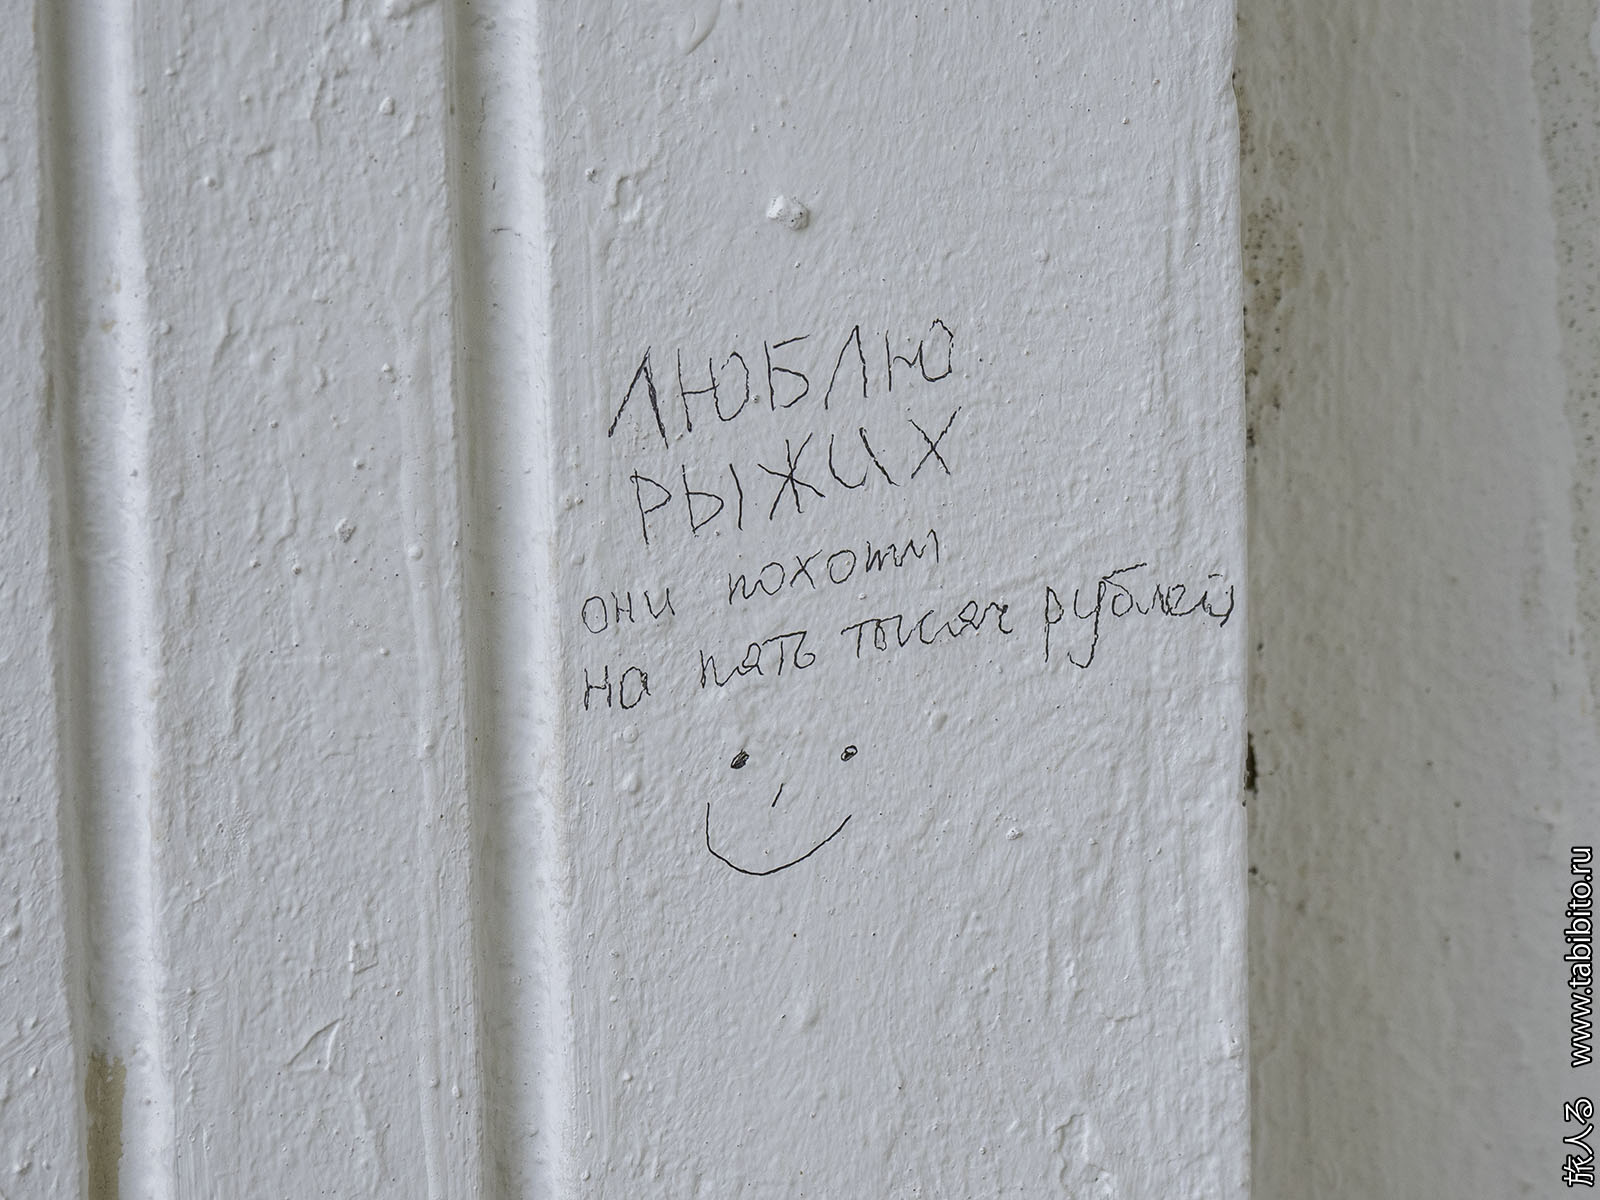 ЛЮБЛЮ
РЫЖИХ
они похожи
на пять тысяч рублей
旅人る www.tabibito.ru